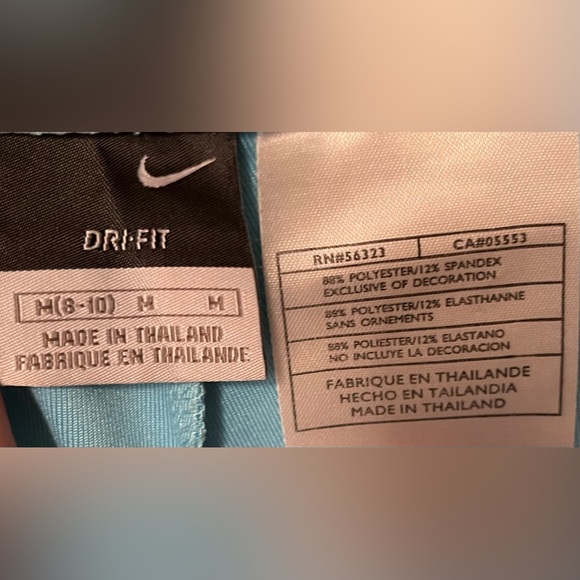 DRI-FIT
M(8-10) M M
MADE IN THAILAND
FABRIQUE EN THAILANDE
RN#56323 CA#05553
88% POLYESTER/12% SPANDEX
EXCLUSIVE OF DECORATION
88% POLYESTER/12% ELASTHANNE
SANS ORNEMENTS
88% POLIESTER/12% ELASTANO
NO INCLUYE LA DECORACION
FABRIQUE EN THAILANDE
HECHO EN TAILANDIA
MADE IN THAILAND